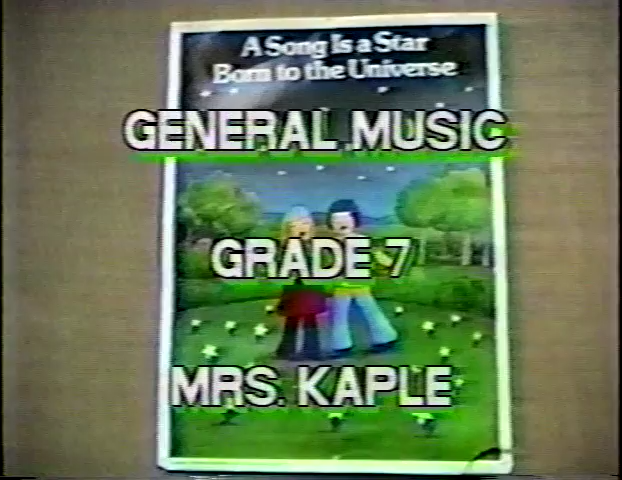 A Song Is a Star
Born to the Universe
GENERAL MUSIC
GRADE 7
MRS. KAPLE